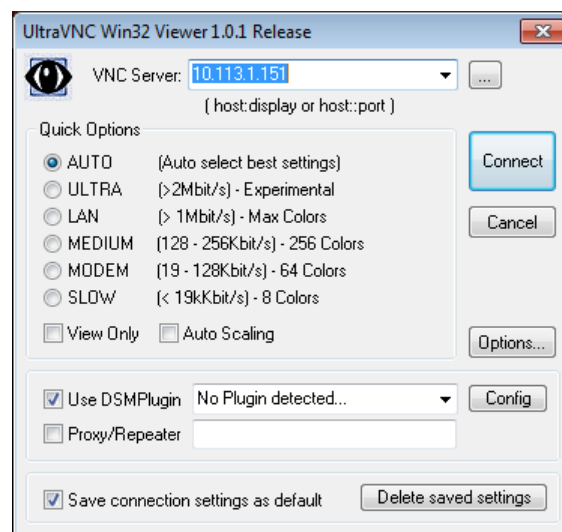 UltraVNC Win32 Viewer 1.0.1 Release
VNC Server: 10.113.1.151 ...
( host:display or host::port )
Quick Options
AUTO (Auto select best settings)
ULTRA (>2Mbit/s) - Experimental
LAN (> 1Mbit/s) - Max Colors
MEDIUM (128 - 256Kbit/s) - 256 Colors
MODEM (19 - 128Kbit/s) - 64 Colors
SLOW (< 19kKbit/s) - 8 Colors
View Only Auto Scaling
Connect
Cancel
Options...
Use DSMPlugin No Plugin detected... Config
Proxy/Repeater
Save connection settings as default Delete saved settings